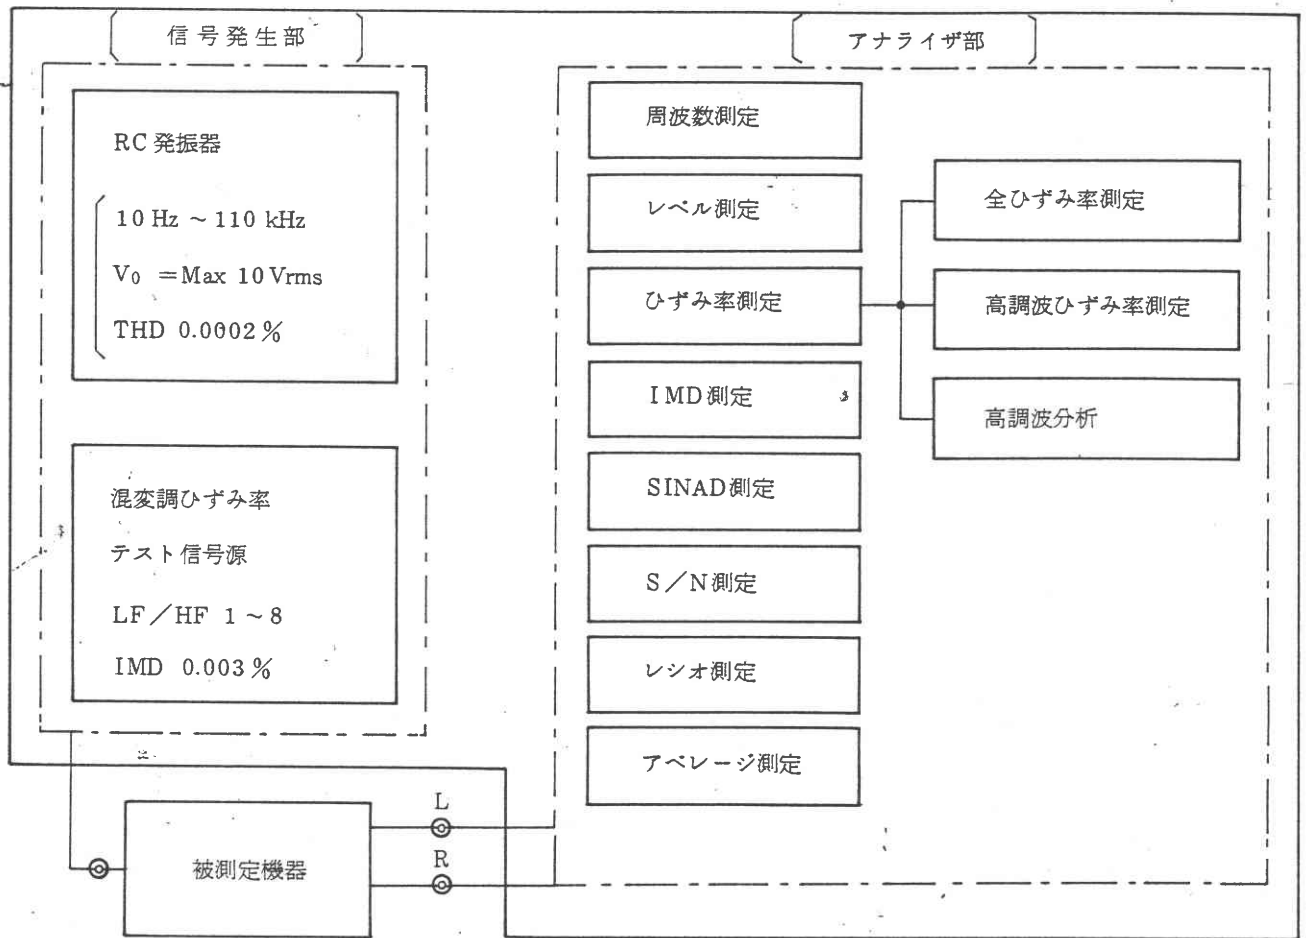 信号発生部
RC発振器
10 Hz ~ 110 kHz
V₀ =Max 10Vrms
THD 0.0002%
混変調ひずみ率
テスト信号源
LF/HF 1~8
IMD 0.003%
被測定機器
L
R
アナライザ部
周波数測定
レベル測定
ひずみ率測定
IMD測定
SINAD測定
S/N測定
レシオ測定
アベレージ測定
全ひずみ率測定
高調波ひずみ率測定
高調波分析